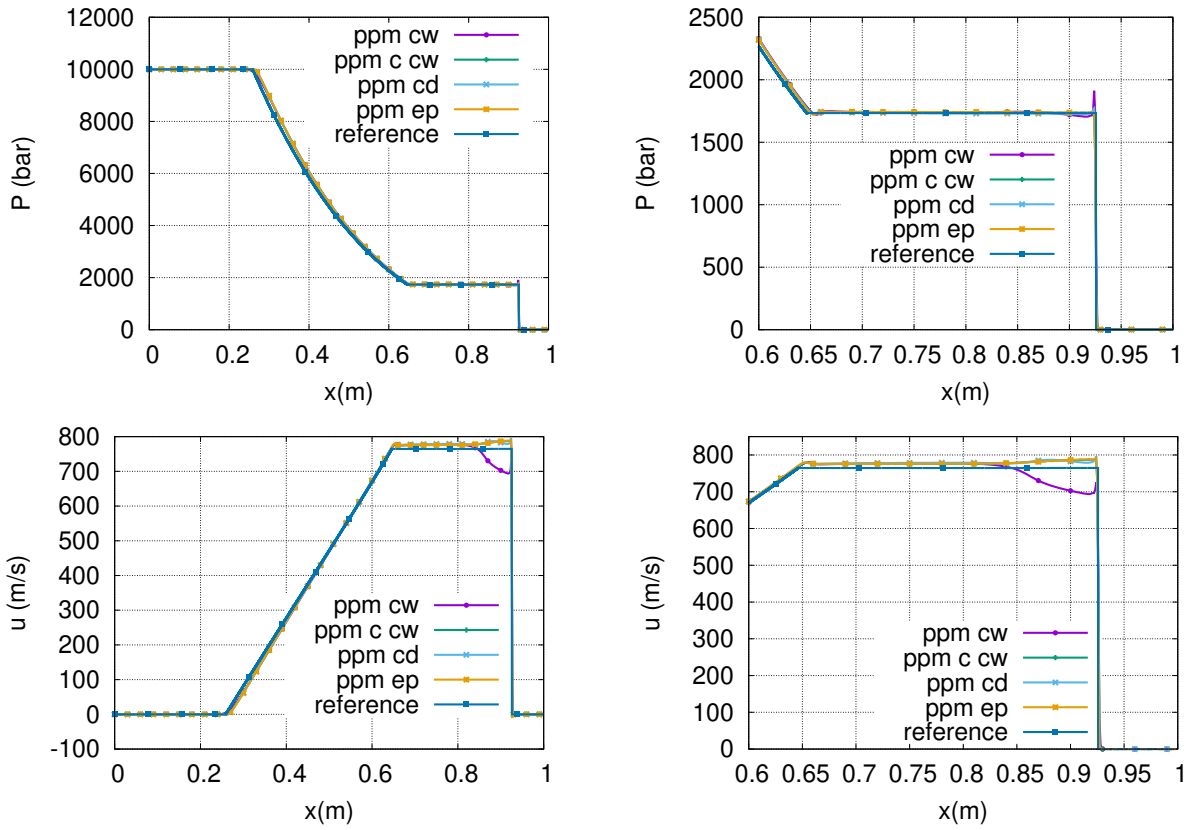 12000
10000
8000
6000
4000
2000
0
P (bar)
ppm cw
ppm c cw
ppm cd
ppm ep
reference
0 0.2 0.4 0.6 0.8 1
x(m)
2500
2000
1500
1000
500
0
P (bar)
ppm cw
ppm c cw
ppm cd
ppm ep
reference
0.6 0.65 0.7 0.75 0.8 0.85 0.9 0.95 1
x(m)
800
700
600
500
400
300
200
100
0
-100
u (m/s)
ppm cw
ppm c cw
ppm cd
ppm ep
reference
0 0.2 0.4 0.6 0.8 1
x(m)
800
700
600
500
400
300
200
100
0
u (m/s)
ppm cw
ppm c cw
ppm cd
ppm ep
reference
0.6 0.65 0.7 0.75 0.8 0.85 0.9 0.95 1
x(m)